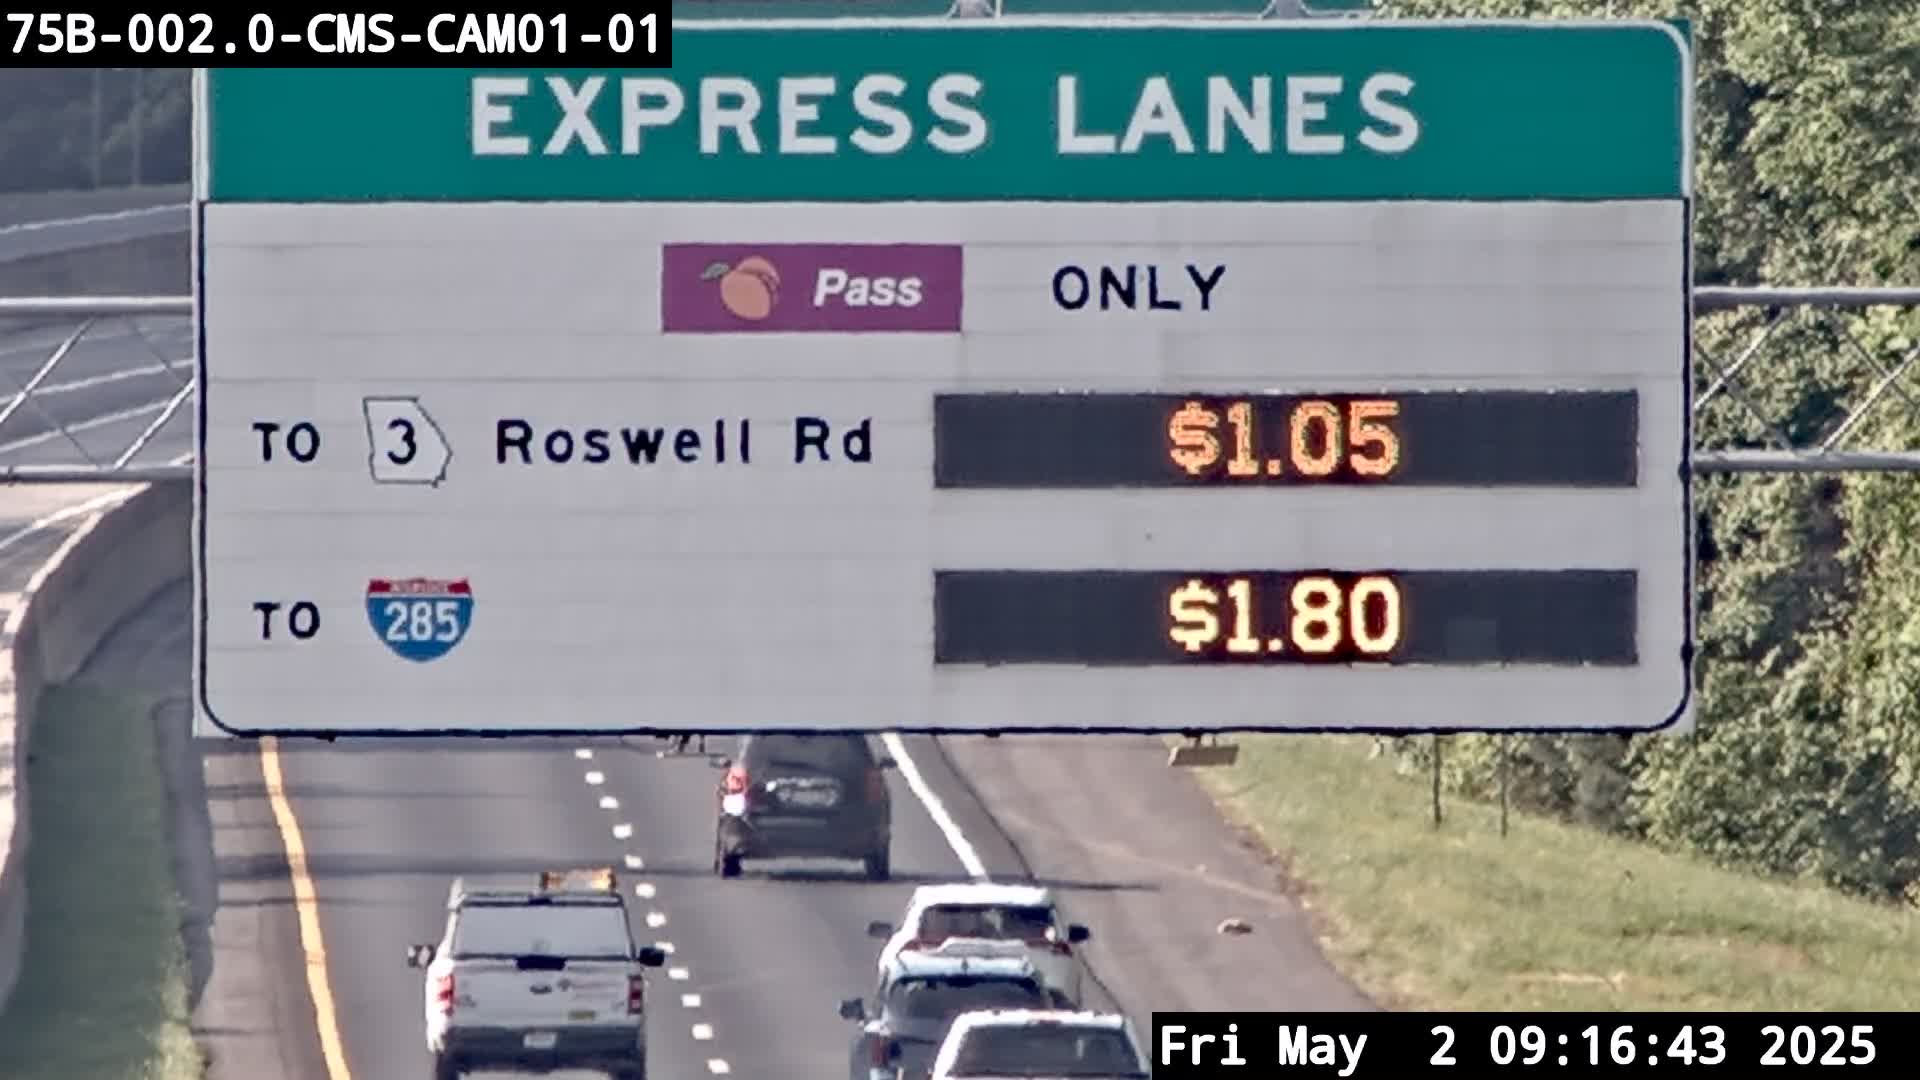 75B-002.0-CMS-CAM01-01
EXPRESS LANES
Pass ONLY
TO 3 Roswell Rd $1.05
TO 285 $1.80
Fri May 2 09:16:43 2025